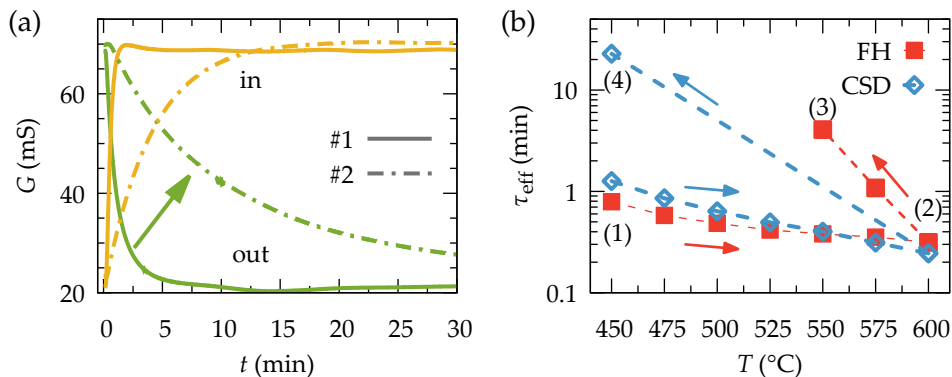 (a)
G (mS)
60
40
20
in
#1
#2
out
0 5 10 15 20 25 30
t (min)
(b)
τeff (min)
10
1
0.1
FH
CSD
(4)
(3)
(2)
(1)
450 475 500 525 550 575 600
T (°C)